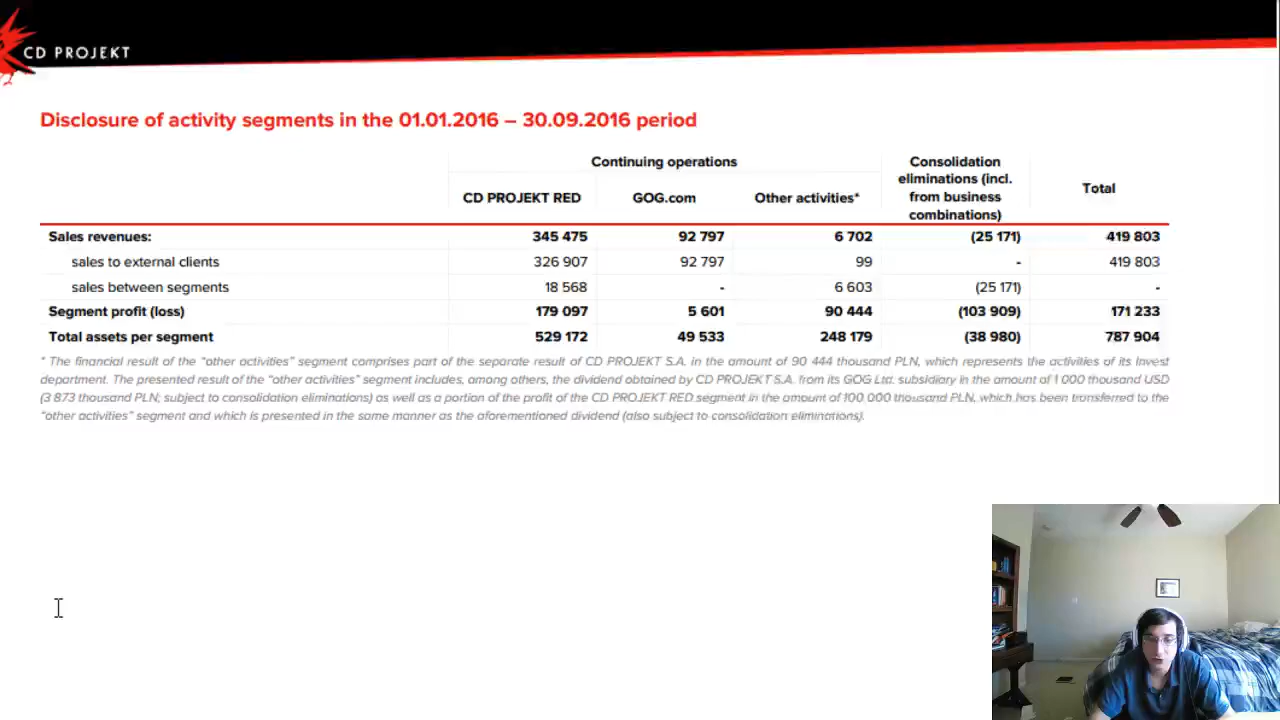 CD PROJEKT
Disclosure of activity segments in the 01.01.2016 – 30.09.2016 period
Continuing operations
Consolidation
eliminations (incl.
from business
combinations)
Total
CD PROJEKT RED
GOG.com
Other activities*
Sales revenues: 345 475 92 797 6 702 (25 171) 419 803
sales to external clients 326 907 92 797 99 - 419 803
sales between segments 18 568 - 6 603 (25 171) -
Segment profit (loss) 179 097 5 601 90 444 (103 909) 171 233
Total assets per segment 529 172 49 533 248 179 (38 980) 787 904
* The financial result of the “other activities” segment comprises part of the separate result of CD PROJEKT S.A. in the amount of 90 444 thousand PLN, which represents the activities of its Invest
department. The presented result of the “other activities” segment includes, among others, the dividend obtained by CD PROJEKT S.A. from its GOG Ltd. subsidiary in the amount of 1 000 thousand USD
(3 873 thousand PLN; subject to consolidation eliminations) as well as a portion of the profit of the CD PROJEKT RED segment in the amount of 100 000 thousand PLN, which has been transferred to the
“other activities” segment and which is presented in the same manner as the aforementioned dividend (also subject to consolidation eliminations).